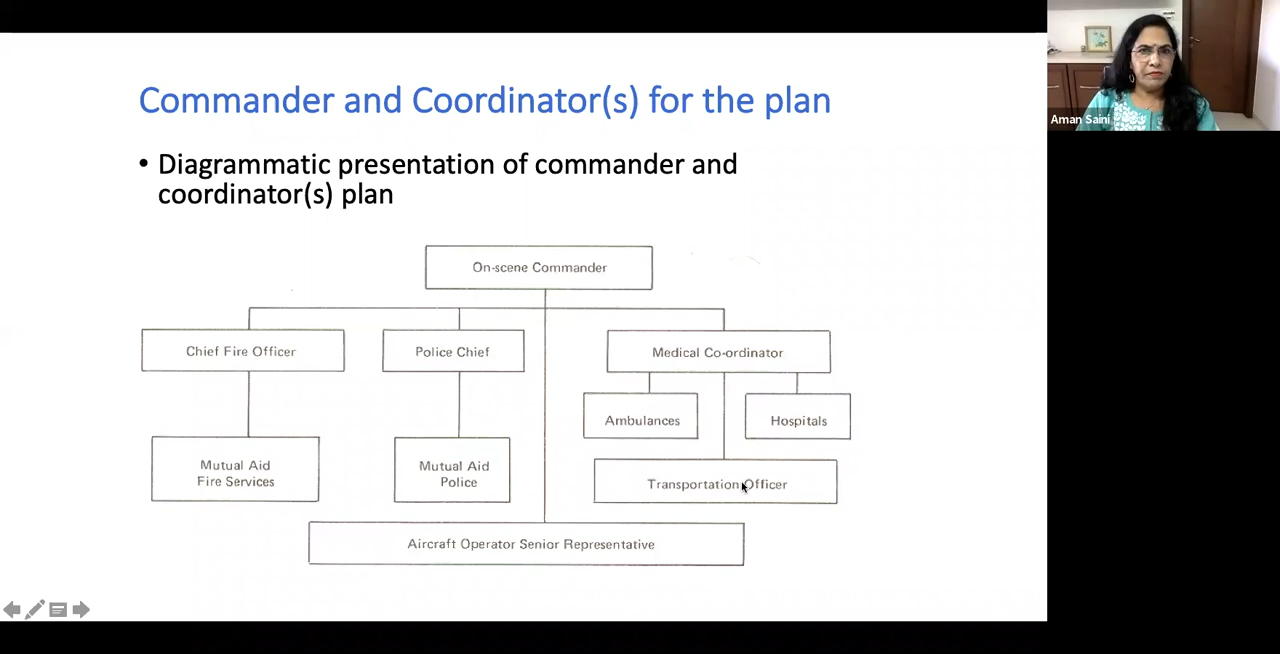 Commander and Coordinator(s) for the plan
• Diagrammatic presentation of commander and
coordinator(s) plan
On-scene Commander
Chief Fire Officer
Police Chief
Medical Co-ordinator
Ambulances
Hospitals
Mutual Aid
Fire Services
Mutual Aid
Police
Transportation Officer
Aircraft Operator Senior Representative
Aman Saini